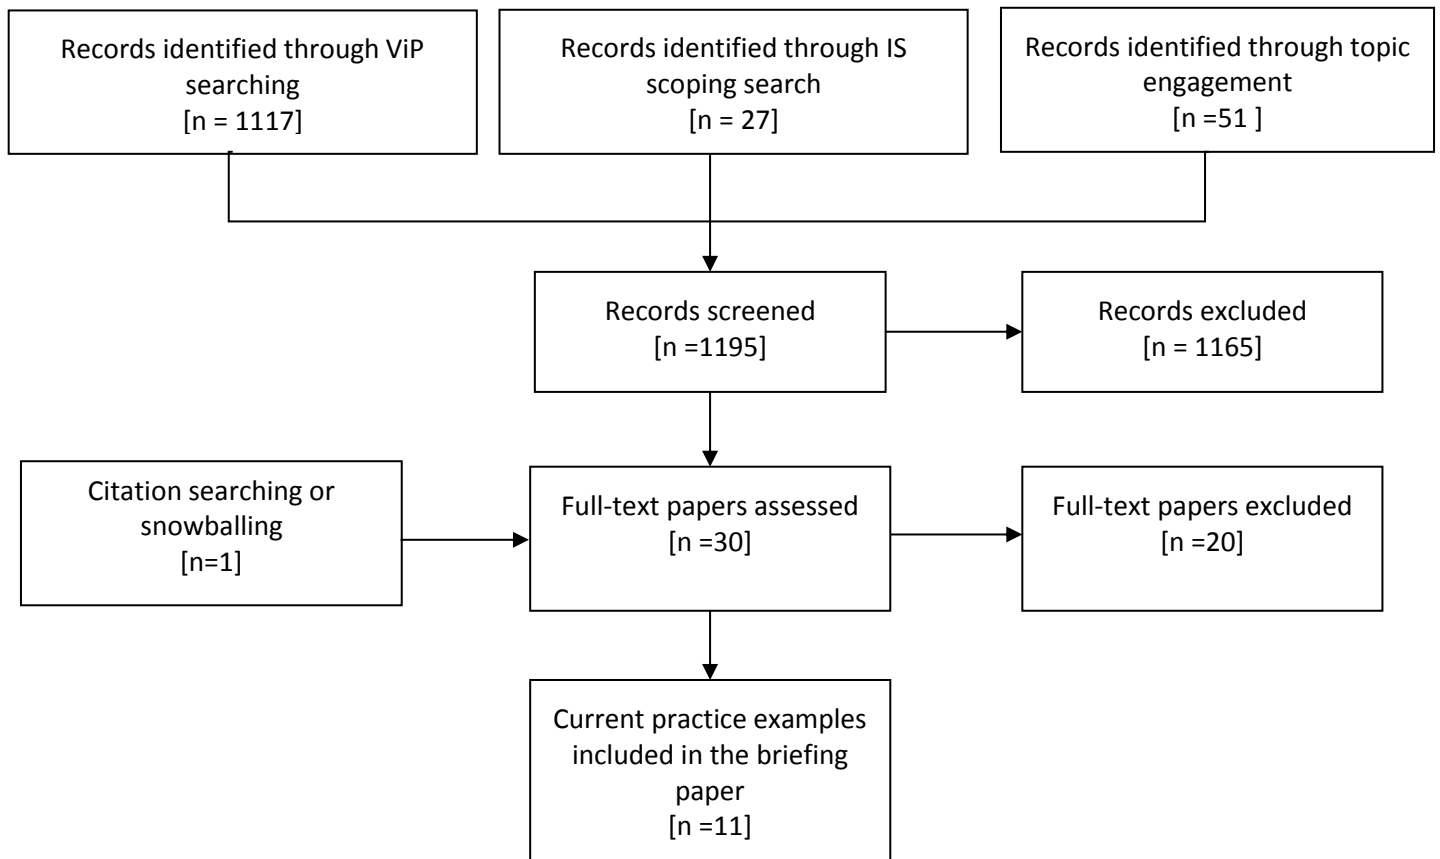 Records identified through ViP
searching
[n = 1117]
Records identified through IS
scoping search
[n = 27]
Records identified through topic
engagement
[n =51 ]
Records screened
[n =1195]
Records excluded
[n = 1165]
Citation searching or
snowballing
[n=1]
Full-text papers assessed
[n =30]
Full-text papers excluded
[n =20]
Current practice examples
included in the briefing
paper
[n =11]